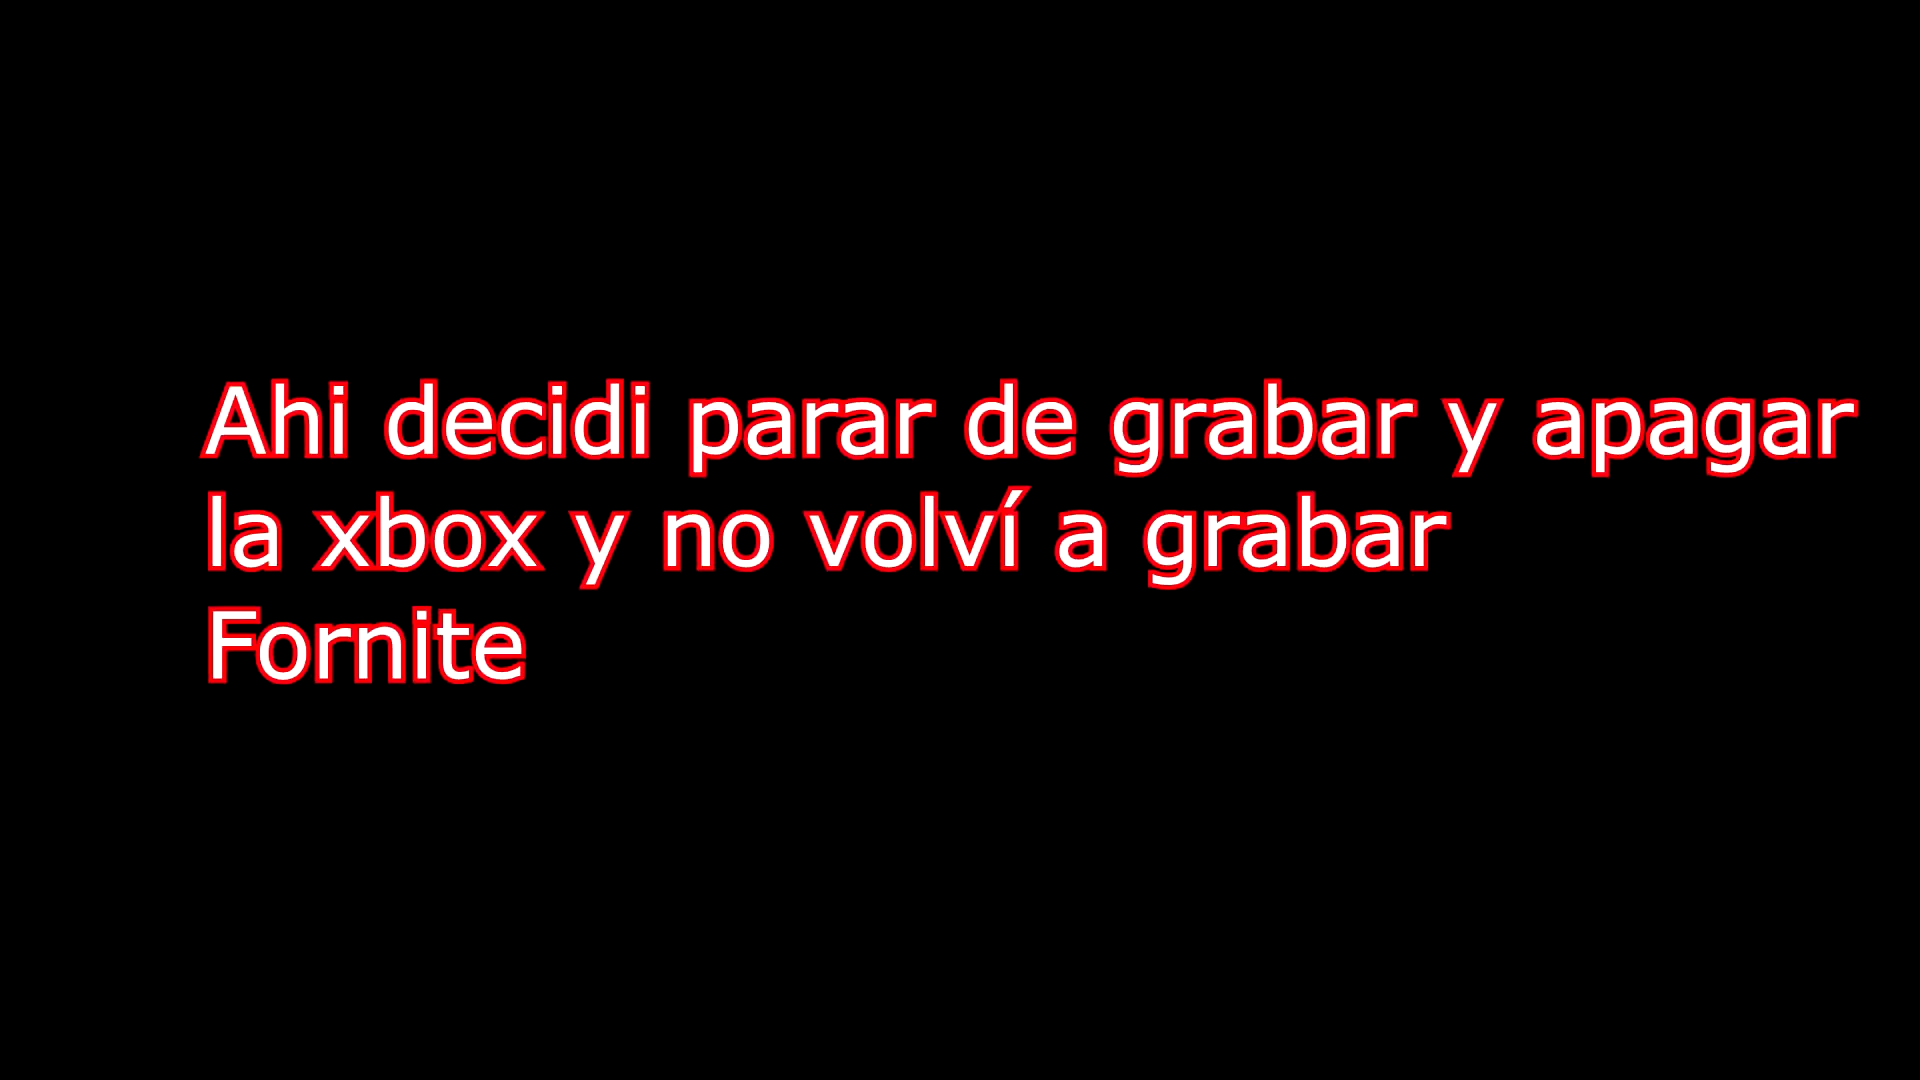 Ahi decidi parar de grabar y apagar
la xbox y no volví a grabar
Fornite